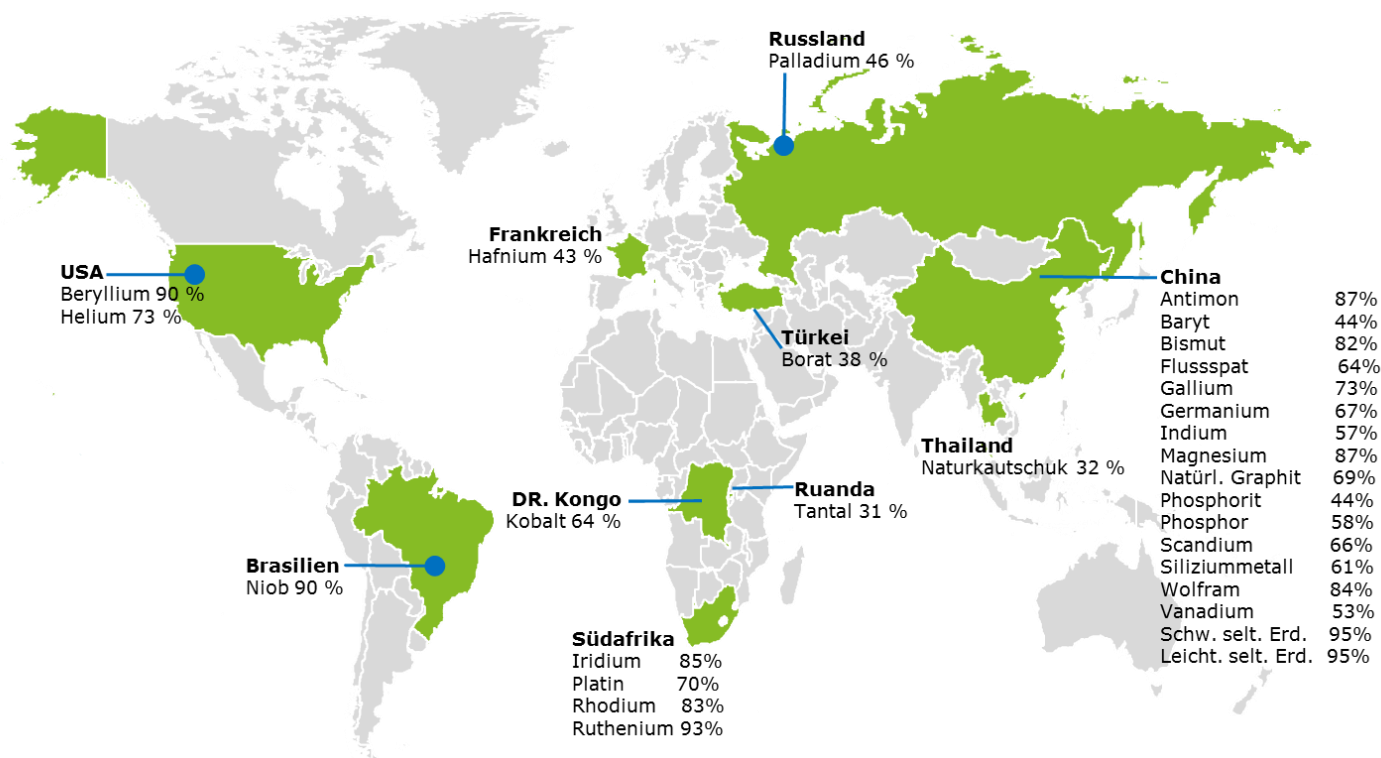 Russland
Palladium 46 %
Frankreich
Hafnium 43 %
USA
Beryllium 90 %
Helium 73 %
China
Antimon 87%
Baryt 44%
Bismut 82%
Flussspat 64%
Gallium 73%
Germanium 67%
Indium 57%
Magnesium 87%
Natürl. Graphit 69%
Phosphorit 44%
Phosphor 58%
Scandium 66%
Siliziummetall 61%
Wolfram 84%
Vanadium 53%
Schw. selt. Erd. 95%
Leicht. selt. Erd. 95%
Türkei
Borat 38 %
Thailand
Naturkautschuk 32 %
DR. Kongo
Kobalt 64 %
Ruanda
Tantal 31 %
Brasilien
Niob 90 %
Südafrika
Iridium 85%
Platin 70%
Rhodium 83%
Ruthenium 93%